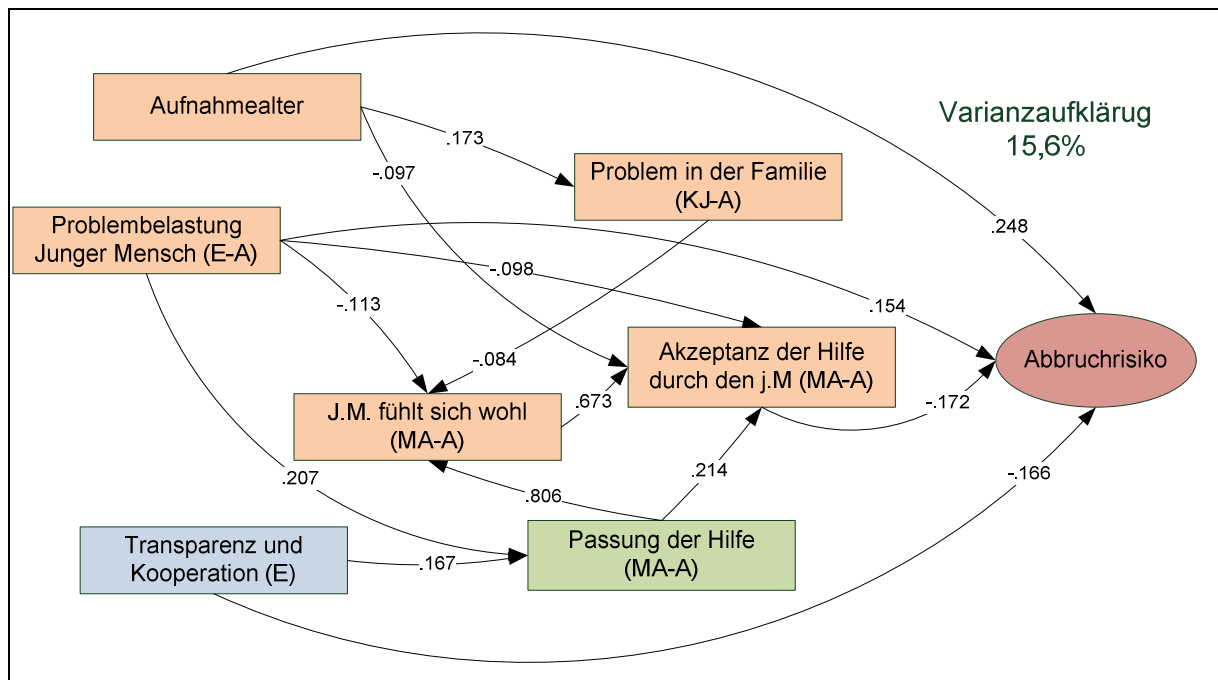 Aufnahmealter
Varianzaufklärug
15,6%
.173
Problem in der Familie
(KJ-A)
-.097
Problembelastung
Junger Mensch (E-A)
.248
-.098
-.113
.154
Akzeptanz der Hilfe
durch den j.M (MA-A)
Abbruchrisiko
-.084
.673
-.172
J.M. fühlt sich wohl
(MA-A)
.207
.806
.214
-.166
Transparenz und
Kooperation (E)
.167
Passung der Hilfe
(MA-A)